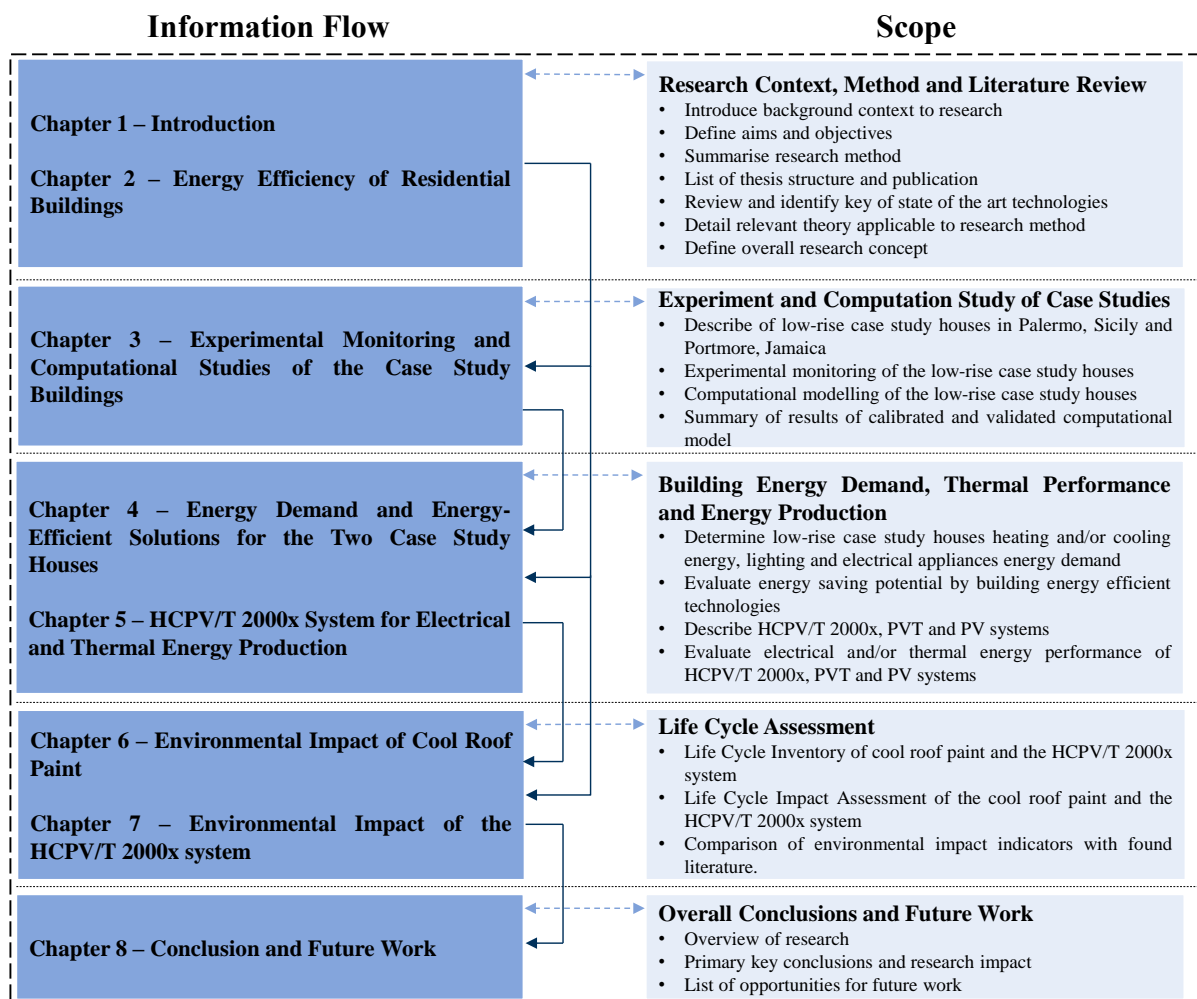 Information Flow
Scope
Chapter 1 – Introduction
Chapter 2 – Energy Efficiency of Residential
Buildings
Research Context, Method and Literature Review
• Introduce background context to research
• Define aims and objectives
• Summarise research method
• List of thesis structure and publication
• Review and identify key of state of the art technologies
• Detail relevant theory applicable to research method
• Define overall research concept
Chapter 3 – Experimental Monitoring and
Computational Studies of the Case Study
Buildings
Experiment and Computation Study of Case Studies
• Describe of low-rise case study houses in Palermo, Sicily and
Portmore, Jamaica
• Experimental monitoring of the low-rise case study houses
• Computational modelling of the low-rise case study houses
• Summary of results of calibrated and validated computational
model
Chapter 4 – Energy Demand and Energy-
Efficient Solutions for the Two Case Study
Houses
Chapter 5 – HCPV/T 2000x System for Electrical
and Thermal Energy Production
Building Energy Demand, Thermal Performance
and Energy Production
• Determine low-rise case study houses heating and/or cooling
energy, lighting and electrical appliances energy demand
• Evaluate energy saving potential by building energy efficient
technologies
• Describe HCPV/T 2000x, PVT and PV systems
• Evaluate electrical and/or thermal energy performance of
HCPV/T 2000x, PVT and PV systems
Chapter 6 – Environmental Impact of Cool Roof
Paint
Chapter 7 – Environmental Impact of the
HCPV/T 2000x system
Life Cycle Assessment
• Life Cycle Inventory of cool roof paint and the HCPV/T 2000x
system
• Life Cycle Impact Assessment of the cool roof paint and the
HCPV/T 2000x system
• Comparison of environmental impact indicators with found
literature.
Chapter 8 – Conclusion and Future Work
Overall Conclusions and Future Work
• Overview of research
• Primary key conclusions and research impact
• List of opportunities for future work